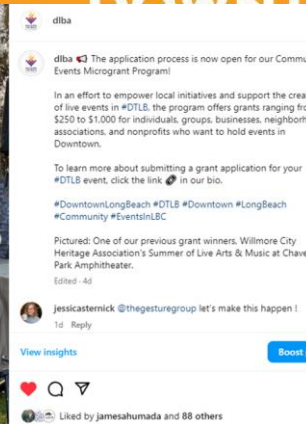 dlba
dlba 📢 The application process is now open for our
Events Microgrant Program!
In an effort to empower local initiatives and support the
of live events in #DTLB, the program offers grants ranging
$250 to $1,000 for individuals, groups, businesses,
associations, and nonprofits who want to hold events in
Downtown.
To learn more about submitting a grant application for your
#DTLB event, click the link 🔗 in our bio.
#DowntownLongBeach #DTLB #Downtown #LongBeach
#Community #EventsInLBC
Pictured: One of our previous grant winners, Willmore City
Heritage Association's Summer of Live Arts & Music at
Park Amphitheater.
Edited · 4d
jessicasternick @thegesturegroup let's make this happen !
1d Reply
View insights
Boost
Liked by jamesahumada and 88 others